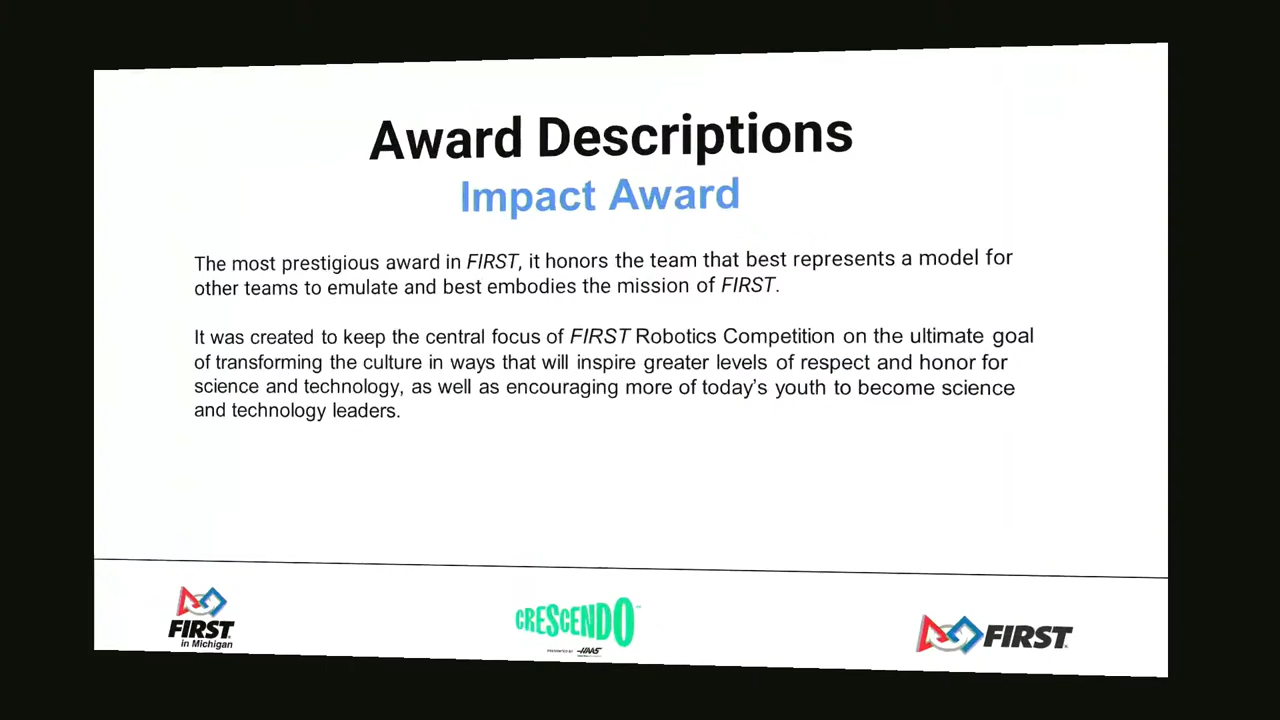 Award Descriptions
Impact Award
The most prestigious award in FIRST, it honors the team that best represents a model for
other teams to emulate and best embodies the mission of FIRST.
It was created to keep the central focus of FIRST Robotics Competition on the ultimate goal
of transforming the culture in ways that will inspire greater levels of respect and honor for
science and technology, as well as encouraging more of today's youth to become science
and technology leaders.
FIRST
in Michigan
CRESCENDO
PRESENTED BY HAAS
FIRST